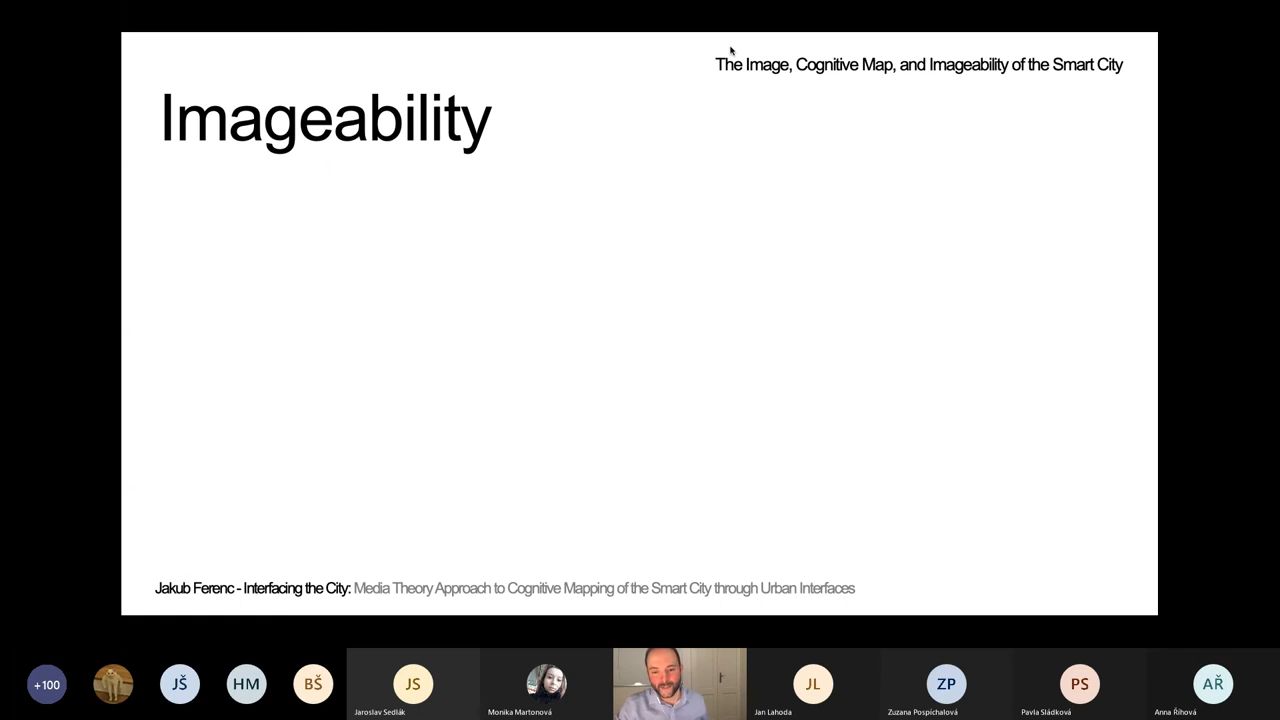 The Image, Cognitive Map, and Imageability of the Smart City
Imageability
Jakub Ferenc - Interfacing the City: Media Theory Approach to Cognitive Mapping of the Smart City through Urban Interfaces
+100
JŠ
HM
BŠ
JS
JL
ZP
PS
AŘ
Jaroslav Sedlák
Monika Martonová
Jan Lahoda
Zuzana Pospíchalová
Pavla Sládková
Anna Říhová